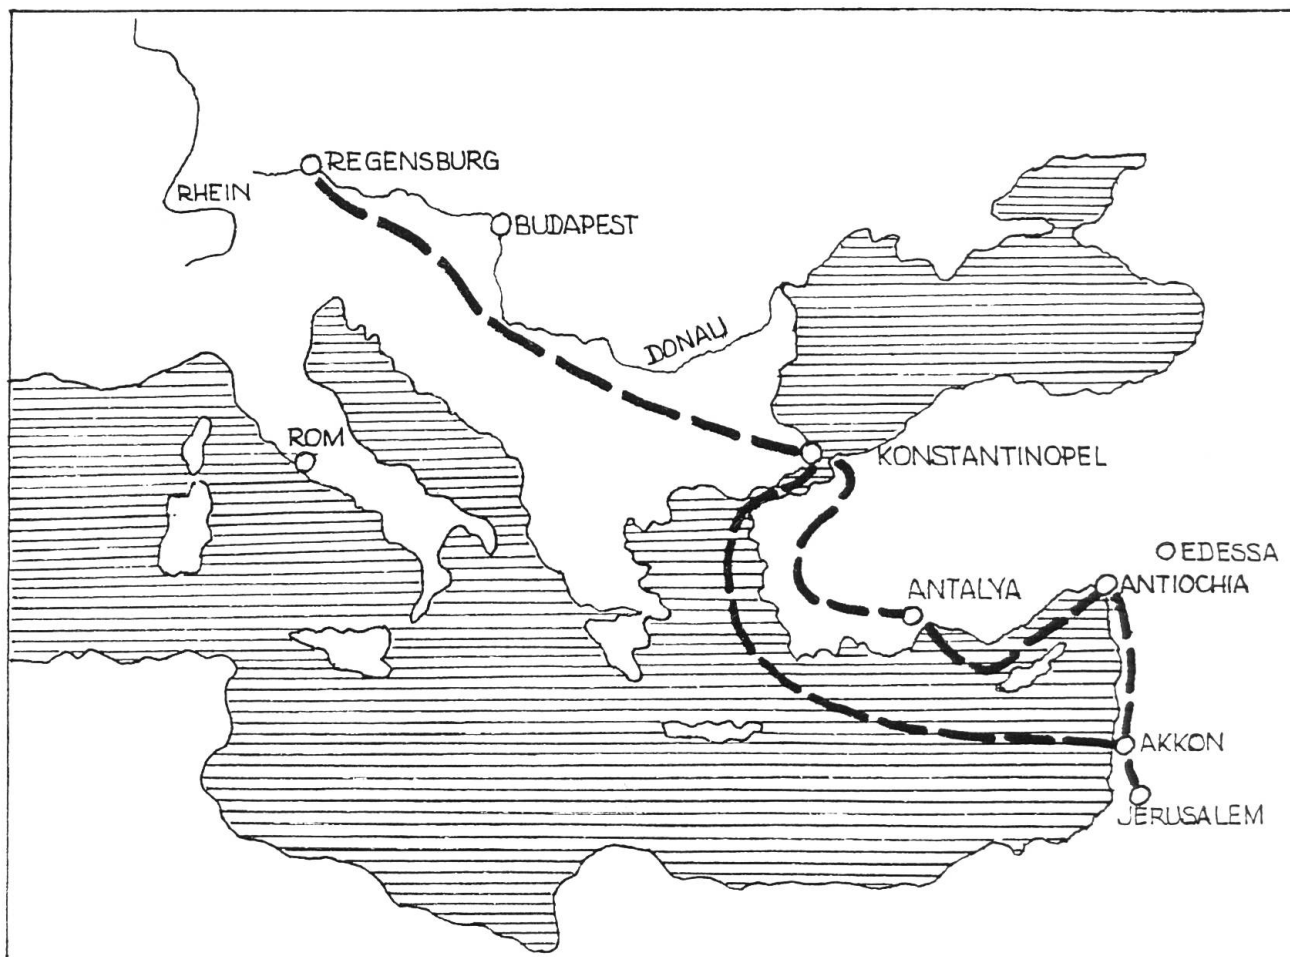 REGENSBURG
RHEIN
BUDAPEST
DONAU
ROM
KONSTANTINOPEL
EDESSA
ANTIOCHIA
ANTALYA
AKKON
JERUSALEM